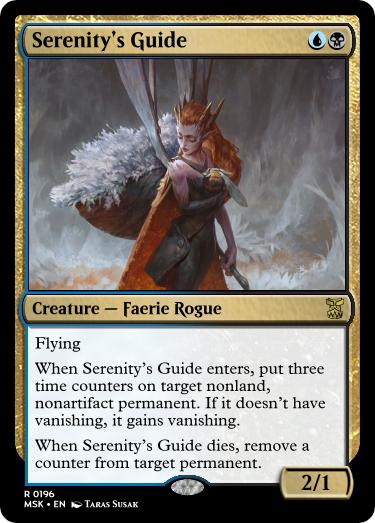 Serenity's Guide
Creature — Faerie Rogue
Flying
When Serenity's Guide enters, put three
time counters on target nonland,
nonartifact permanent. If it doesn't have
vanishing, it gains vanishing.
When Serenity's Guide dies, remove a
counter from target permanent.
2/1
R 0196
MSK • EN Taras Susak